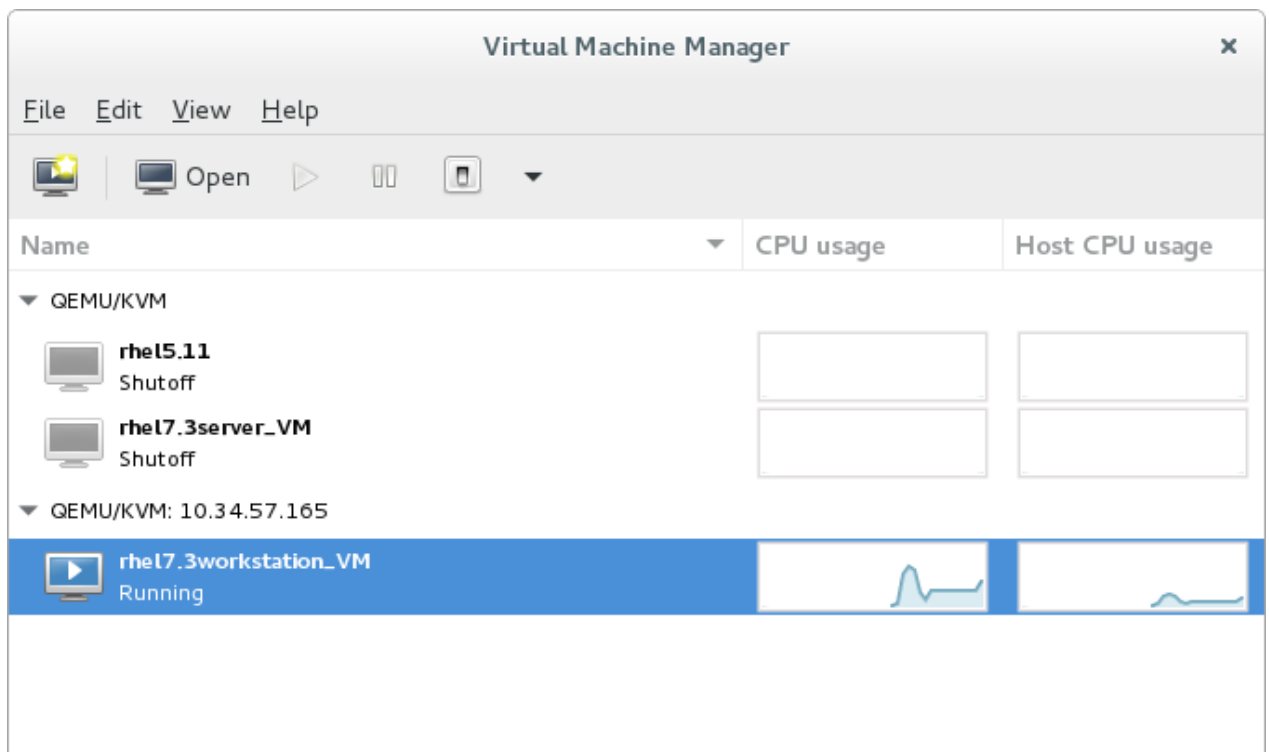 Virtual Machine Manager
File Edit View Help
Open
Name CPU usage Host CPU usage
QEMU/KVM
rhel5.11
Shutoff
rhel7.3server_VM
Shutoff
QEMU/KVM: 10.34.57.165
rhel7.3workstation_VM
Running